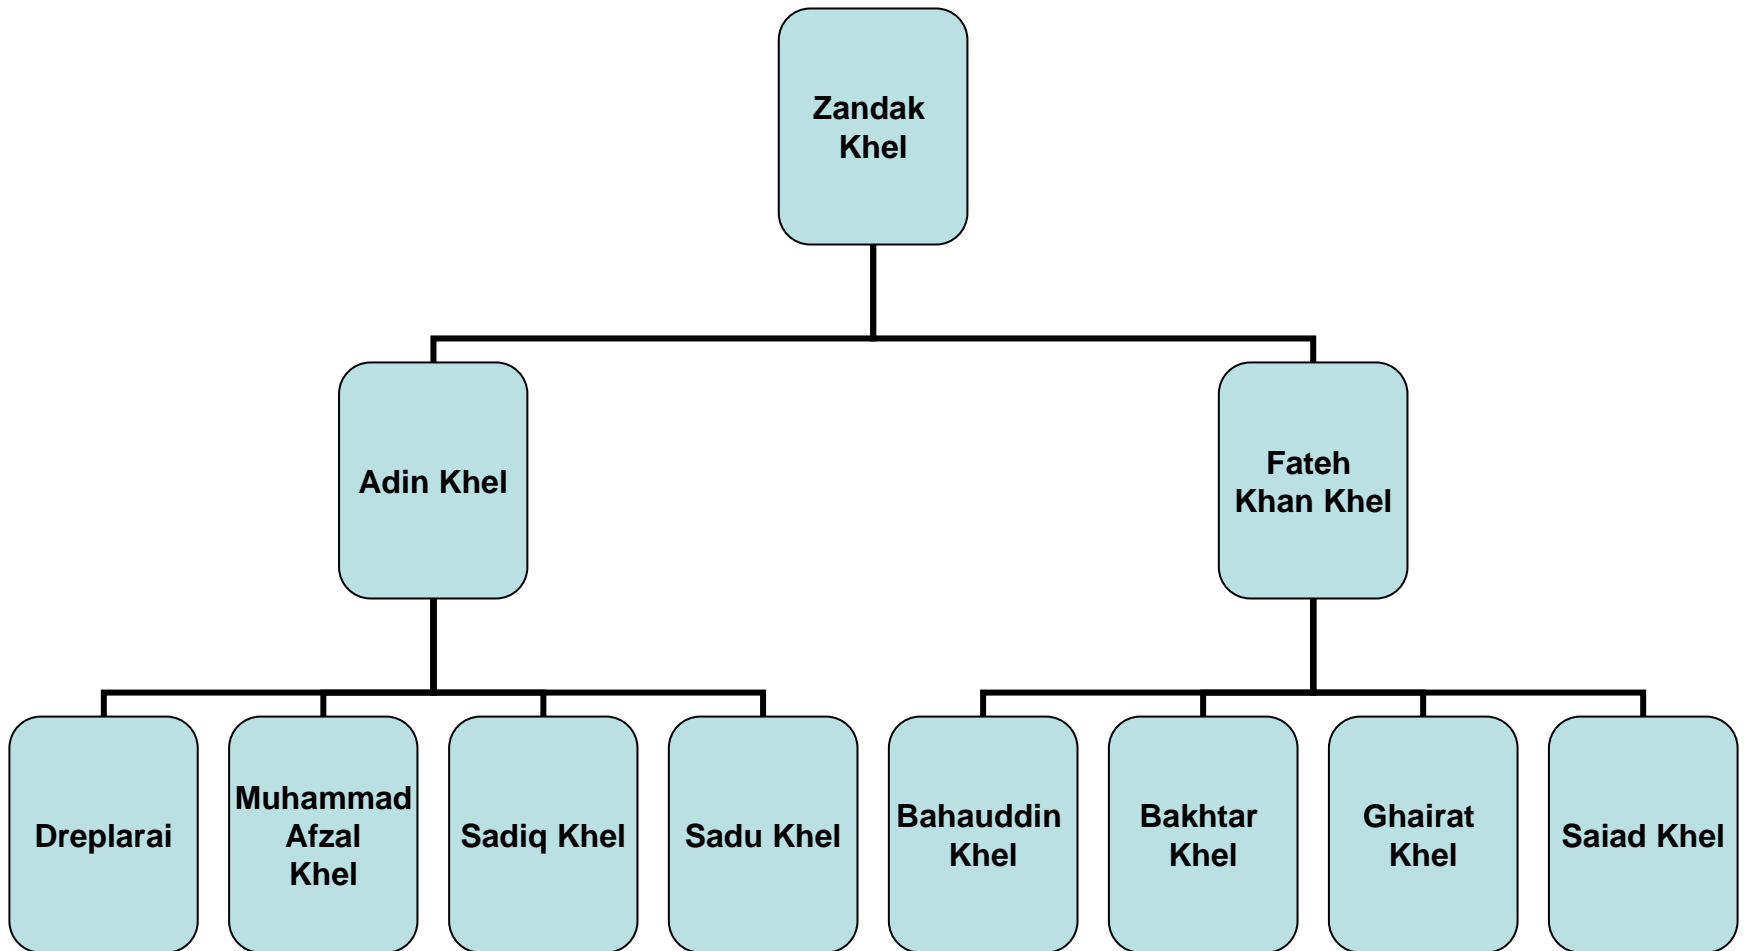 Zandak
Khel
Adin Khel
Fateh
Khan Khel
Dreplarai
Muhammad
Afzal
Khel
Sadiq Khel
Sadu Khel
Bahauddin
Khel
Bakhtar
Khel
Ghairat
Khel
Saiad Khel